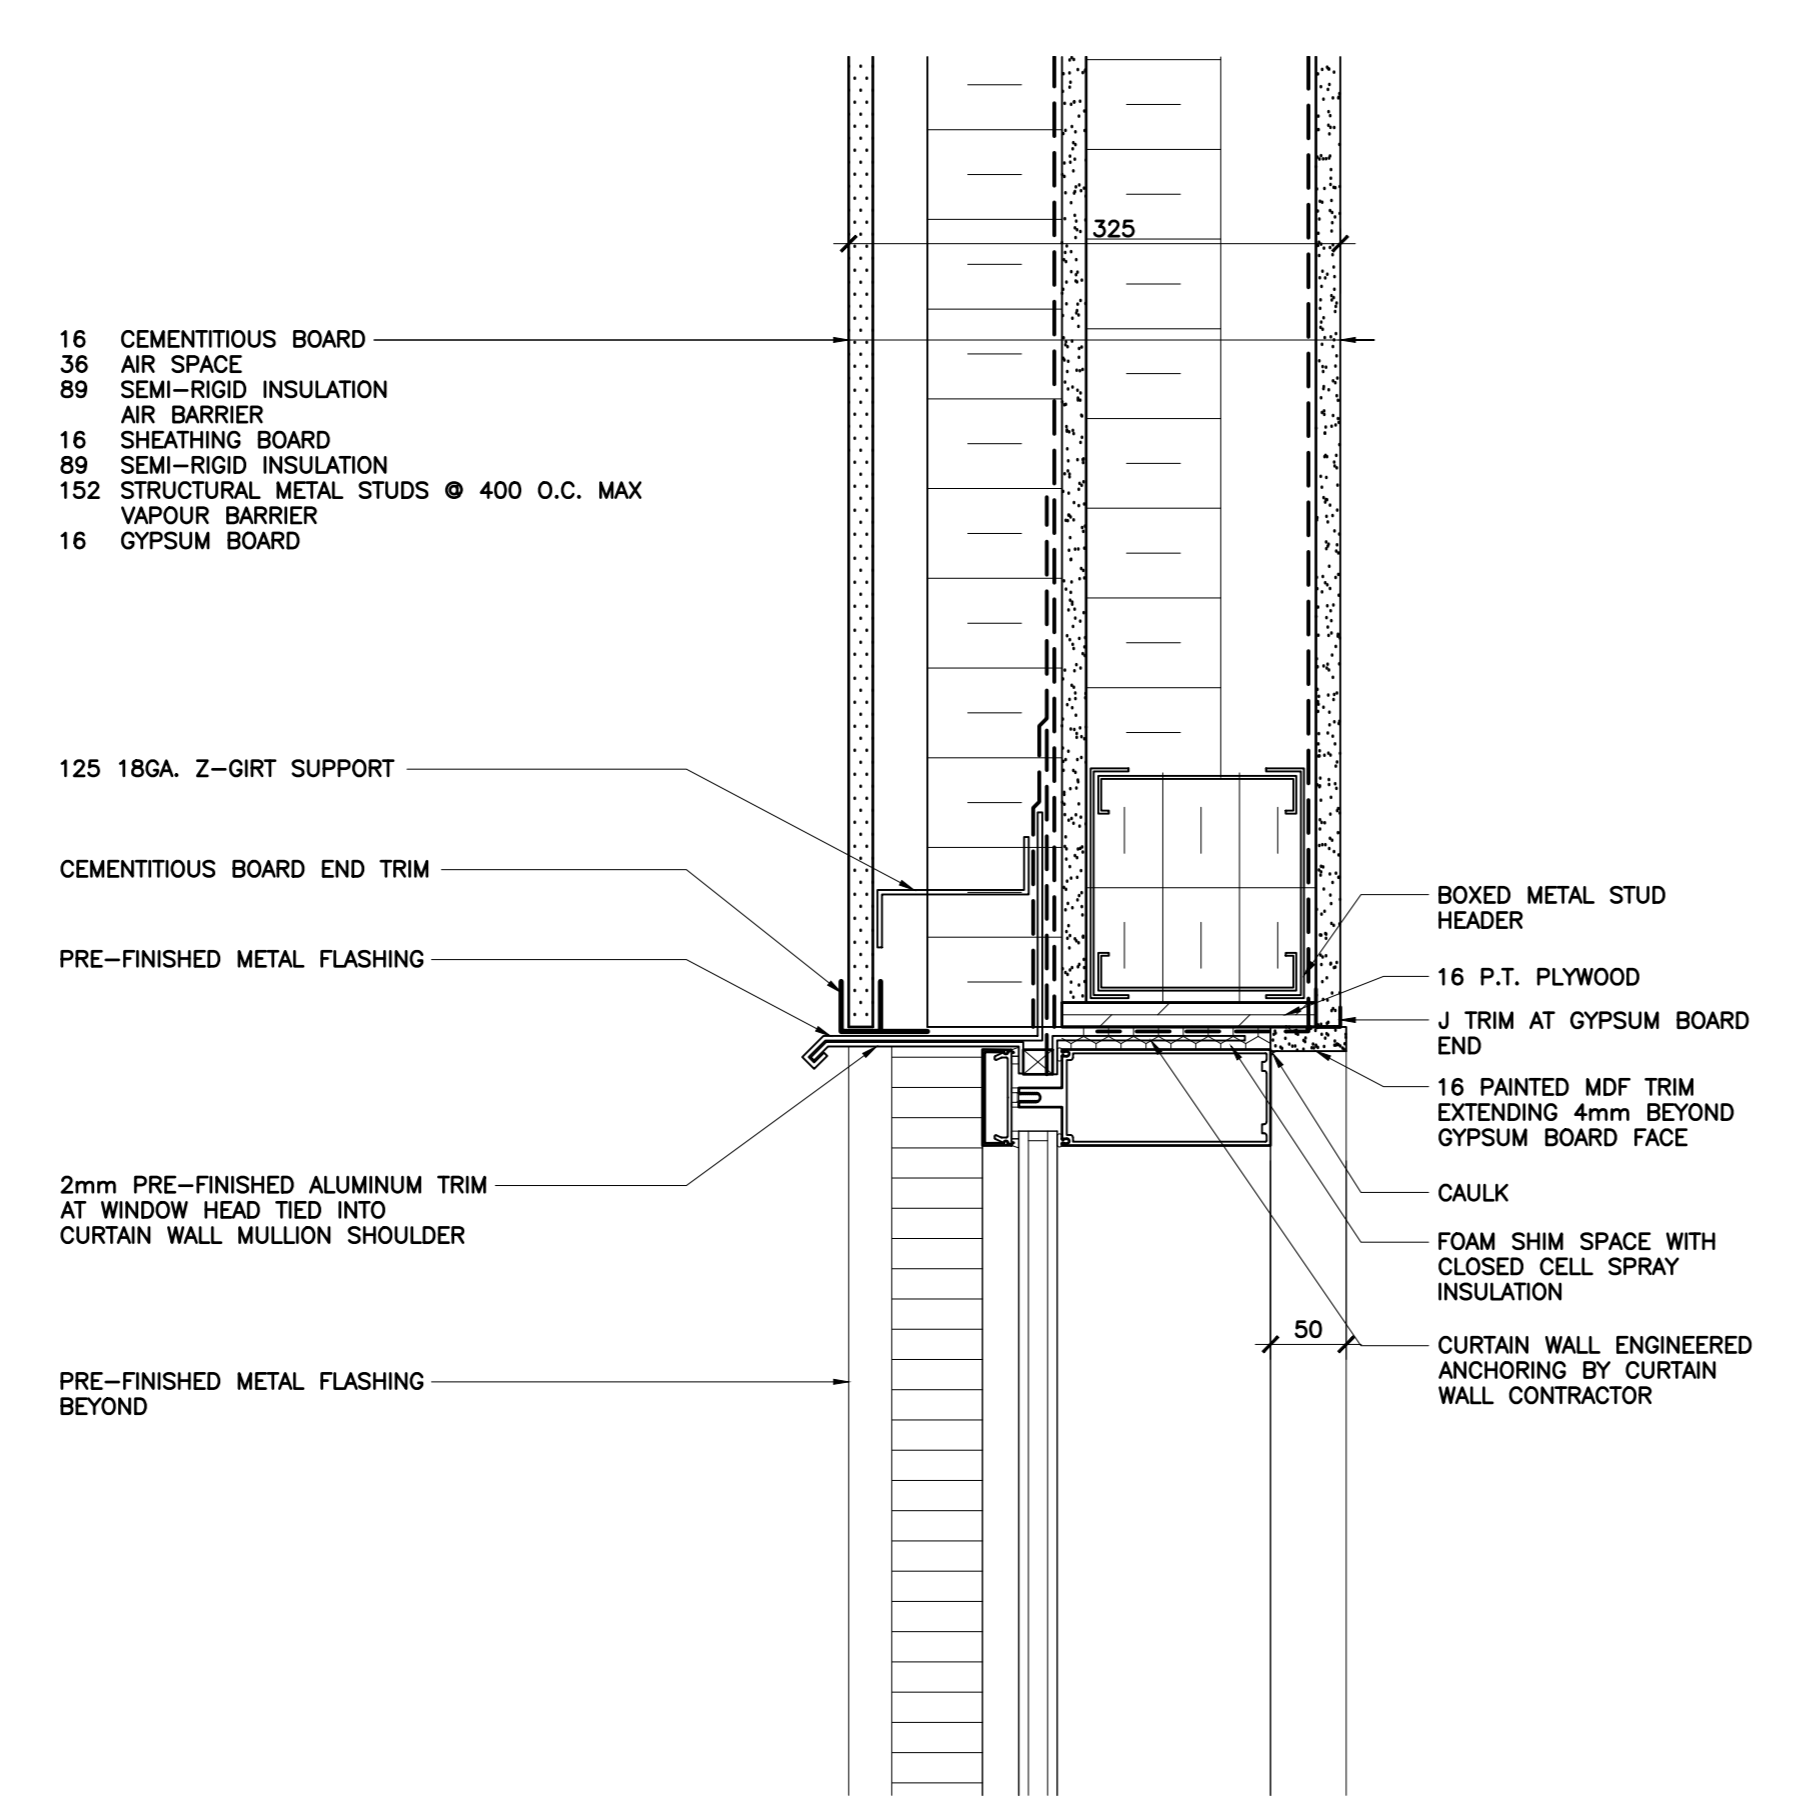 325
16 CEMENTITIOUS BOARD
36 AIR SPACE
89 SEMI-RIGID INSULATION
AIR BARRIER
16 SHEATHING BOARD
89 SEMI-RIGID INSULATION
152 STRUCTURAL METAL STUDS @ 400 O.C. MAX
VAPOUR BARRIER
16 GYPSUM BOARD
125 18GA. Z-GIRT SUPPORT
CEMENTITIOUS BOARD END TRIM
PRE-FINISHED METAL FLASHING
2mm PRE-FINISHED ALUMINUM TRIM
AT WINDOW HEAD TIED INTO
CURTAIN WALL MULLION SHOULDER
PRE-FINISHED METAL FLASHING
BEYOND
BOXED METAL STUD
HEADER
16 P.T. PLYWOOD
J TRIM AT GYPSUM BOARD
END
16 PAINTED MDF TRIM
EXTENDING 4mm BEYOND
GYPSUM BOARD FACE
CAULK
FOAM SHIM SPACE WITH
CLOSED CELL SPRAY
INSULATION
50
CURTAIN WALL ENGINEERED
ANCHORING BY CURTAIN
WALL CONTRACTOR